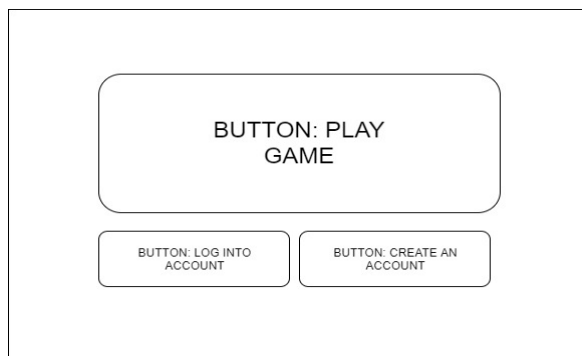 BUTTON: PLAY
GAME
BUTTON: LOG INTO
ACCOUNT
BUTTON: CREATE AN
ACCOUNT